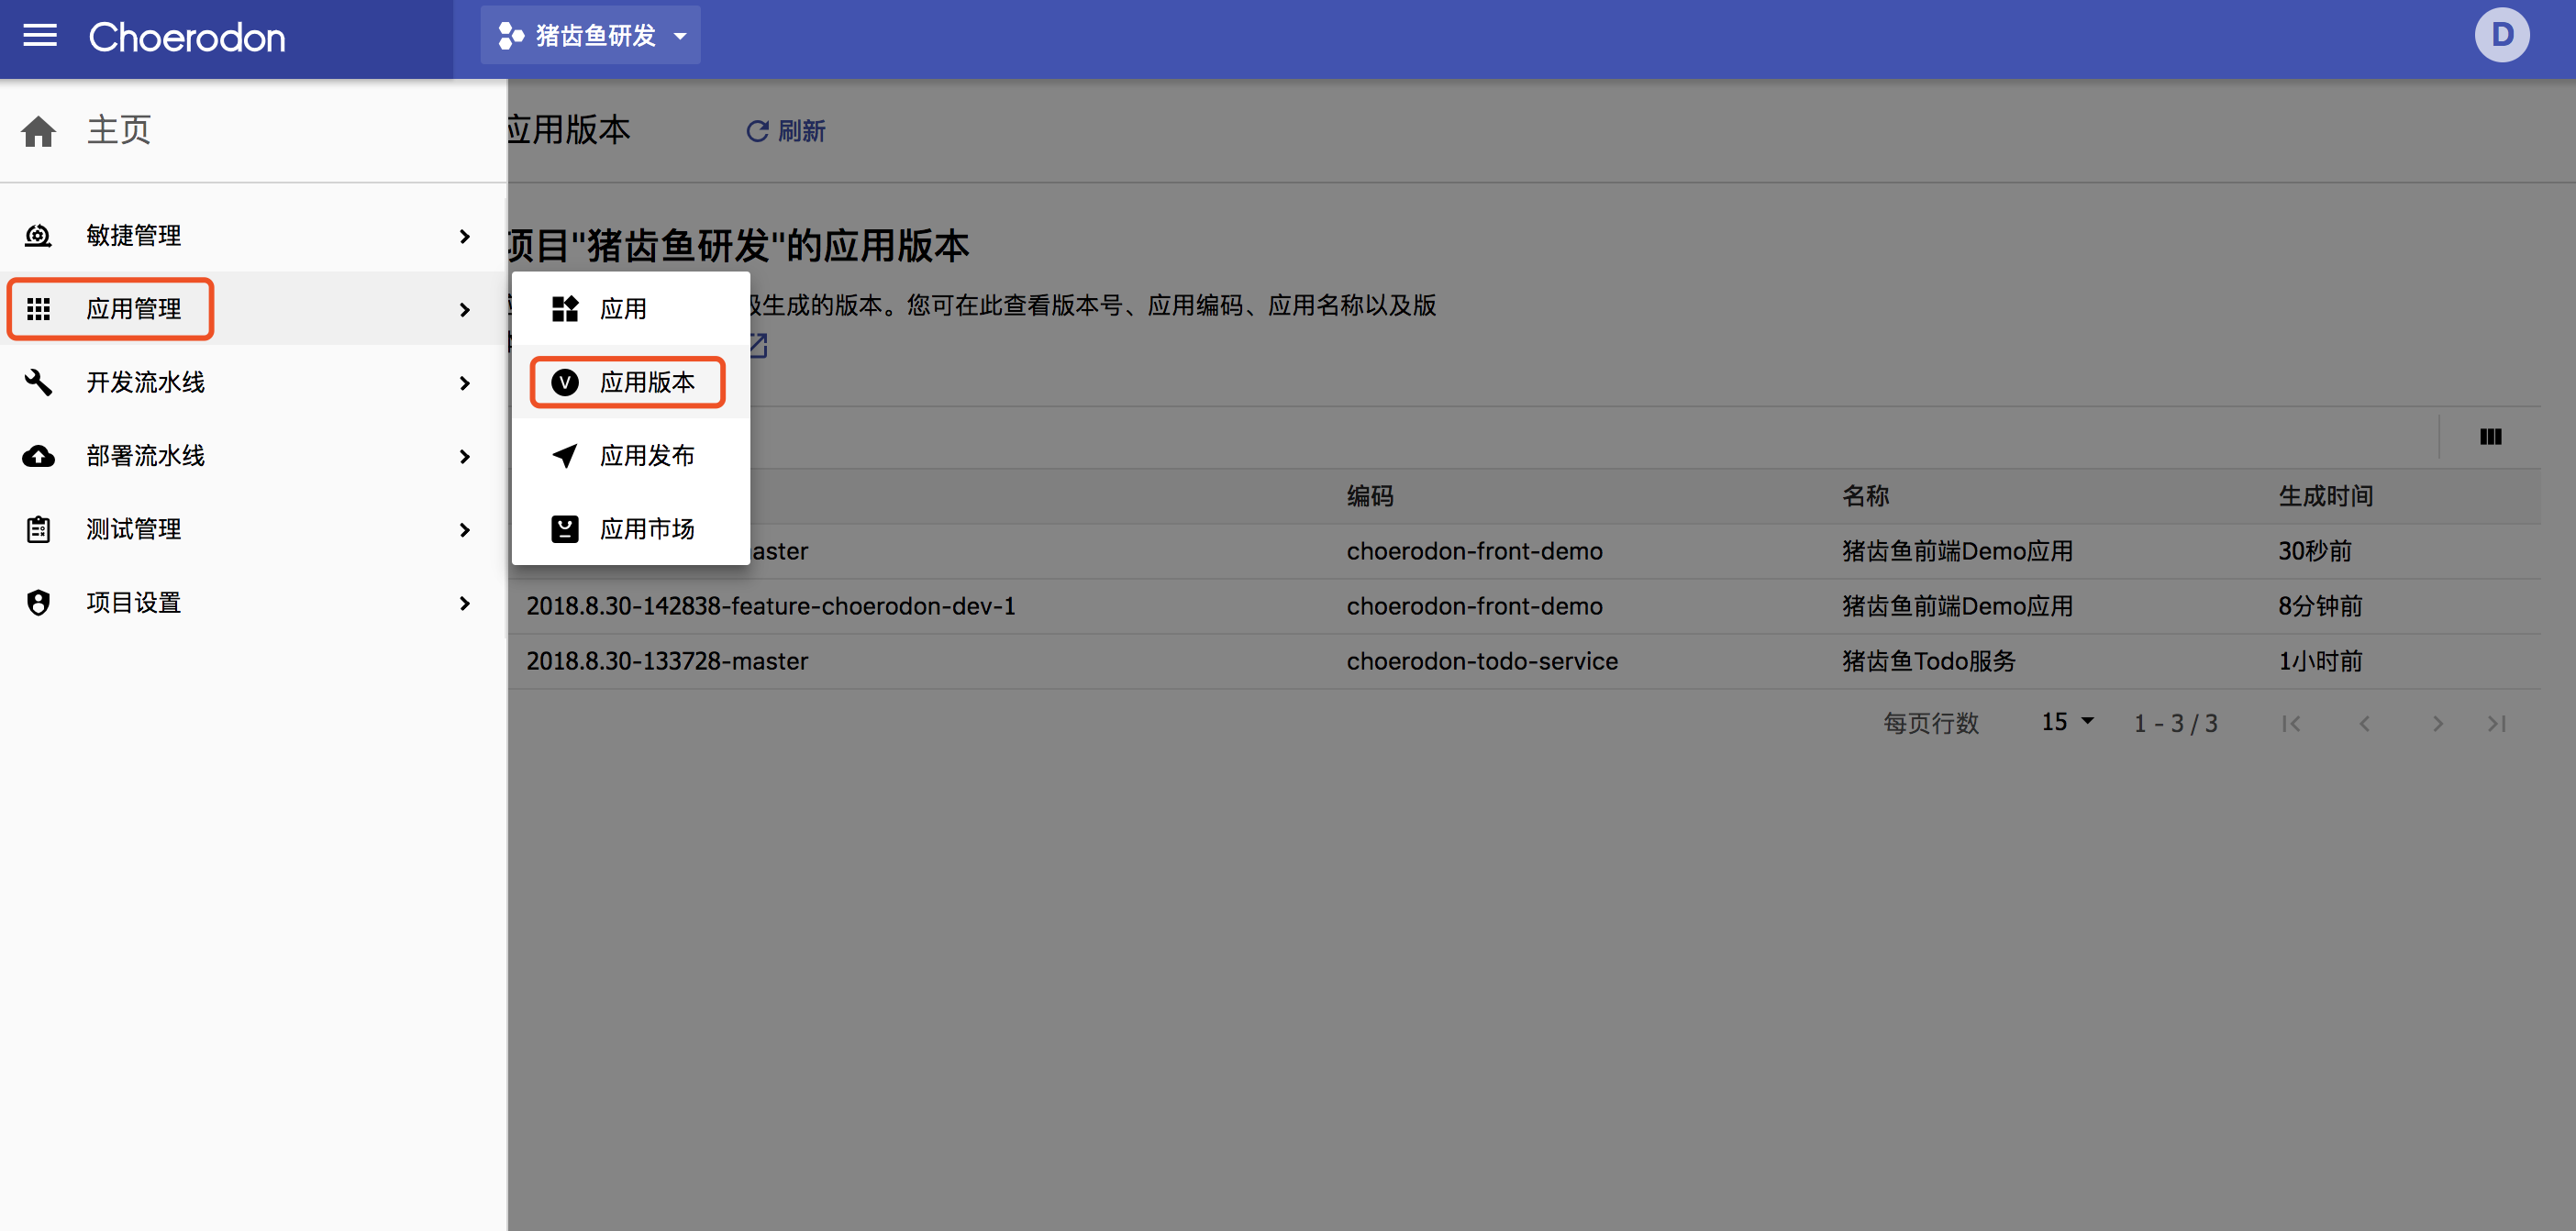 Choerodon
猪齿鱼研发
D
主页
敏捷管理
应用管理
开发流水线
部署流水线
测试管理
项目设置
应用
V 应用版本
应用发布
应用市场
应用版本
刷新
项目"猪齿鱼研发"的应用版本
生成的版本。您可在此查看版本号、应用编码、应用名称以及版
编码 名称 生成时间
aster choerodon-front-demo 猪齿鱼前端Demo应用 30秒前
2018.8.30-142838-feature-choerodon-dev-1 choerodon-front-demo 猪齿鱼前端Demo应用 8分钟前
2018.8.30-133728-master choerodon-todo-service 猪齿鱼Todo服务 1小时前
每页行数 15 1 - 3 / 3